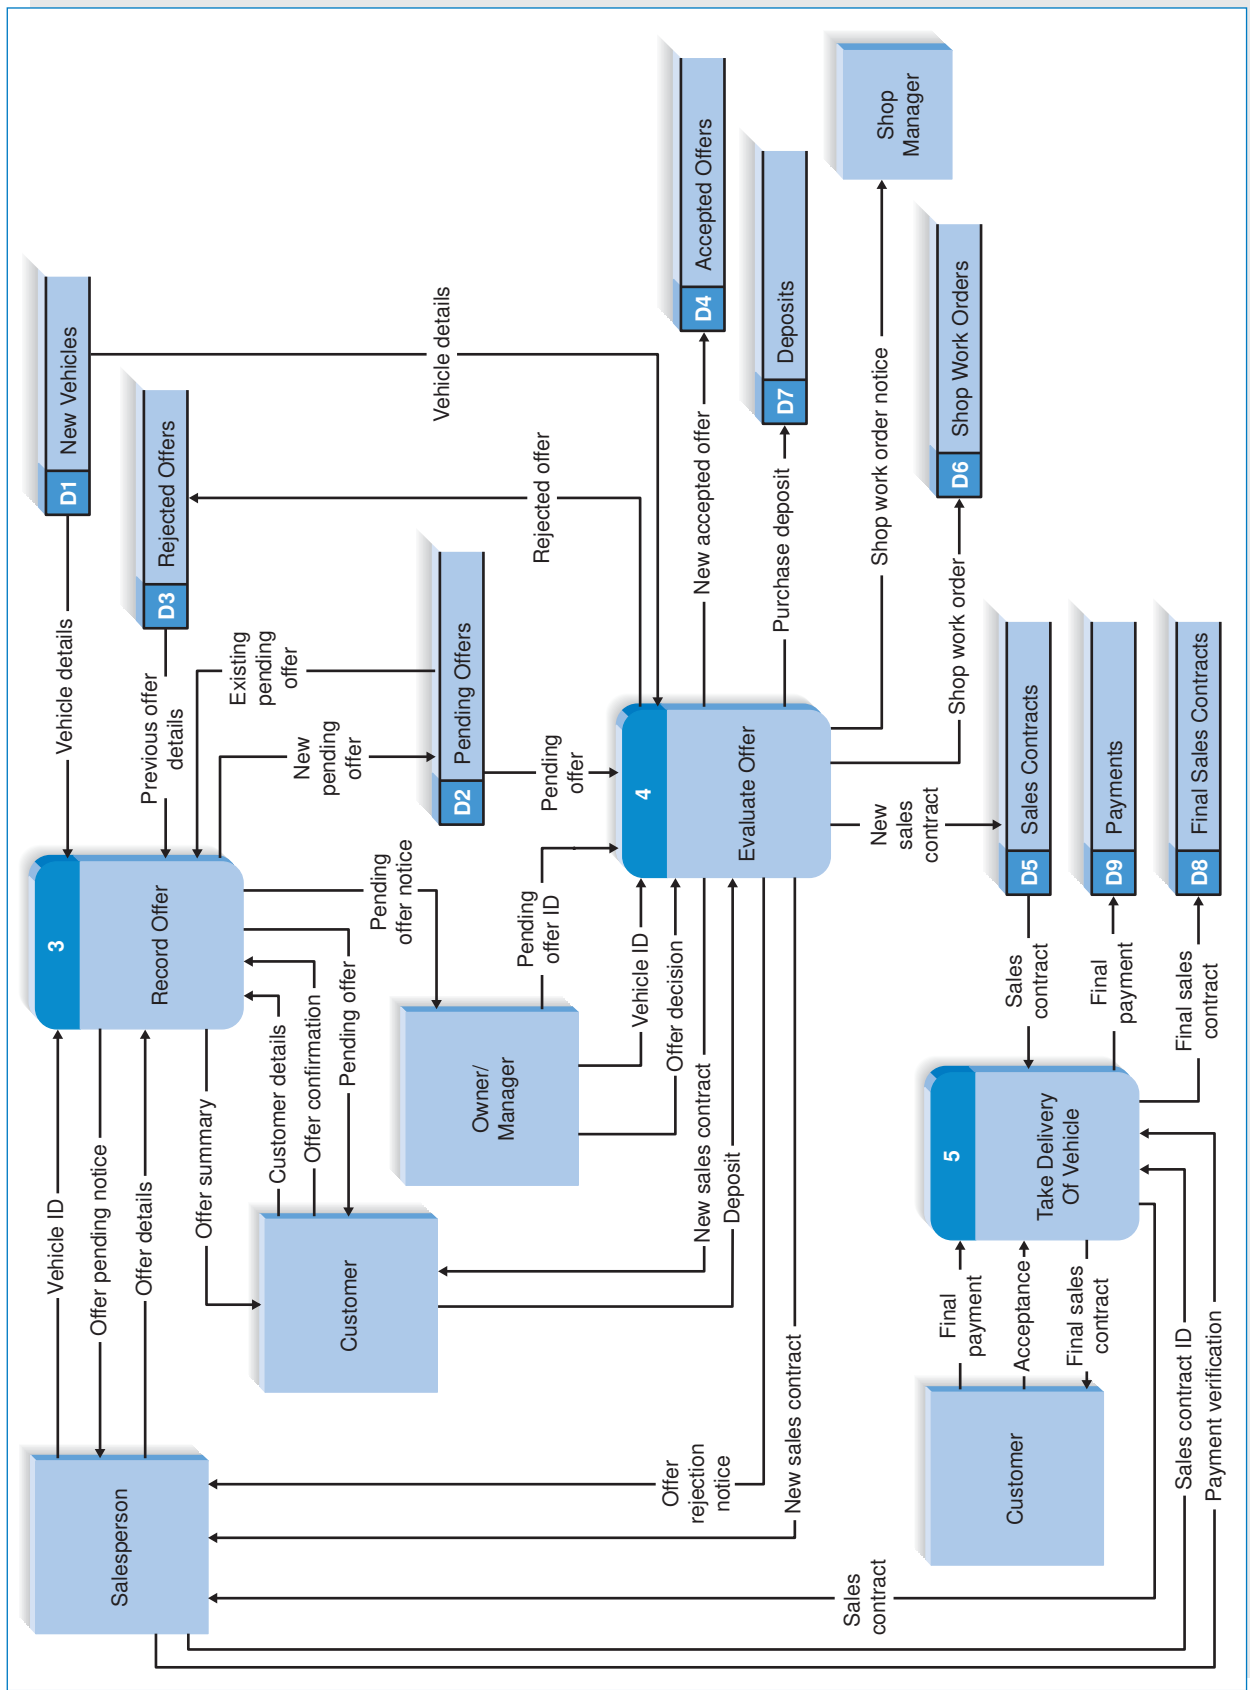 Salesperson
Vehicle ID
Offer pending notice
Offer details
Offer summary
3
Record Offer
Vehicle details
D1
New Vehicles
Previous offer
details
D3
Rejected Offers
Existing
pending
offer
New
pending
offer
D2
Pending Offers
Customer
Customer details
Offer confirmation
Pending offer
Pending
offer notice
Owner/
Manager
Pending
offer ID
Vehicle ID
Offer decision
Pending
offer
Rejected offer
Vehicle details
4
Evaluate Offer
New sales contract
Deposit
Offer
rejection
notice
New sales contract
New accepted offer
D4
Accepted Offers
Purchase deposit
D7
Deposits
Shop work order notice
Shop
Manager
Shop work order
D6
Shop Work Orders
New
sales
contract
D5
Sales Contracts
Sales
contract
D9
Payments
Final
payment
D8
Final Sales Contracts
Final sales
contract
5
Take Delivery
Of Vehicle
Customer
Final
payment
Acceptance
Final sales
contract
Sales
contract
Sales contract ID
Payment verification